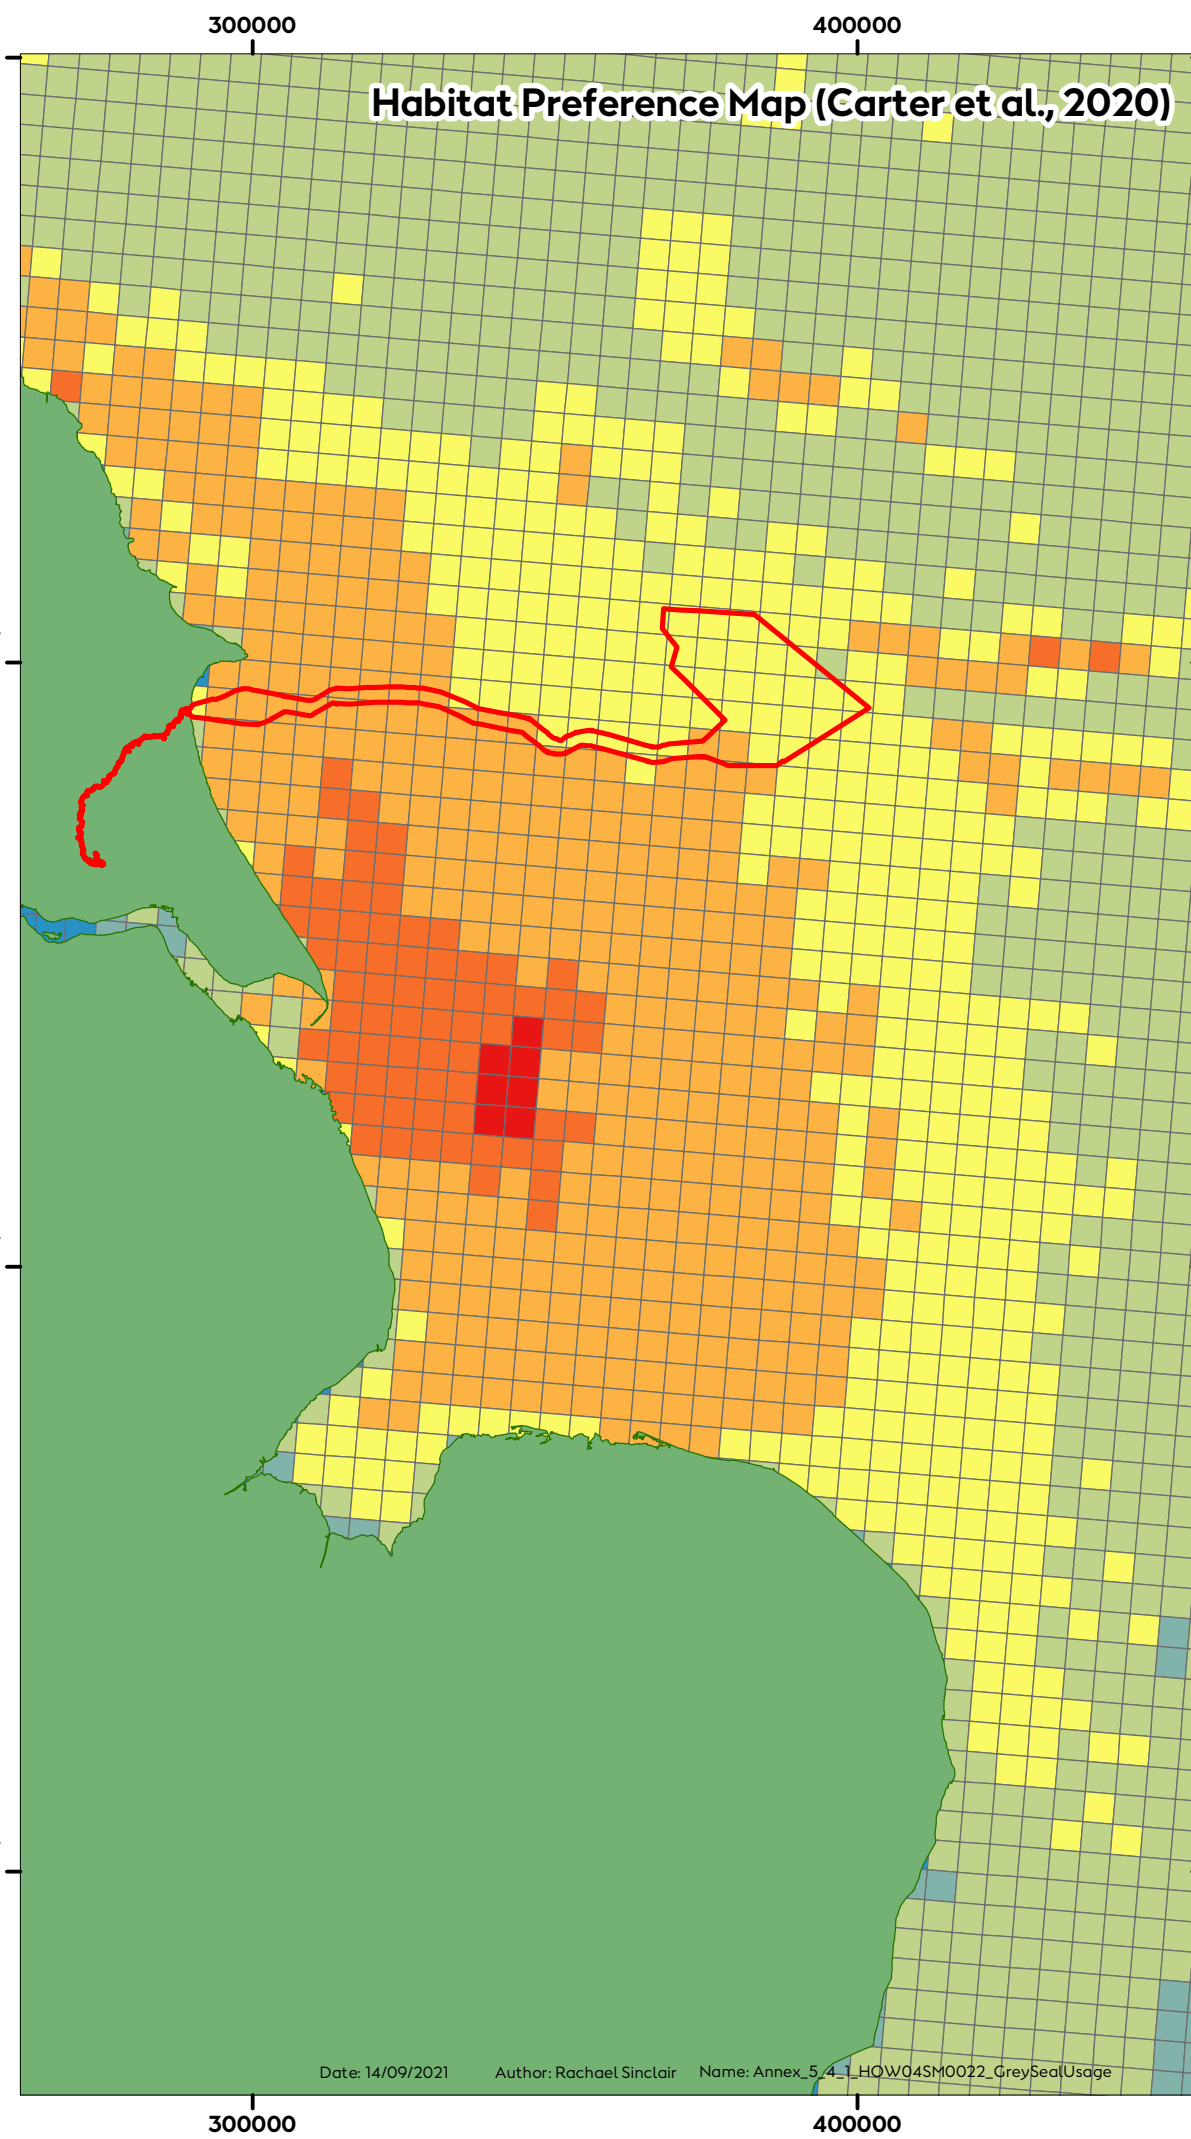 300000 400000
Habitat Preference Map (Carter et al., 2020)
Date: 14/09/2021 Author: Rachael Sinclair Name: Annex_5_4_1_HOW04SM0022_GreySealUsage
300000 400000